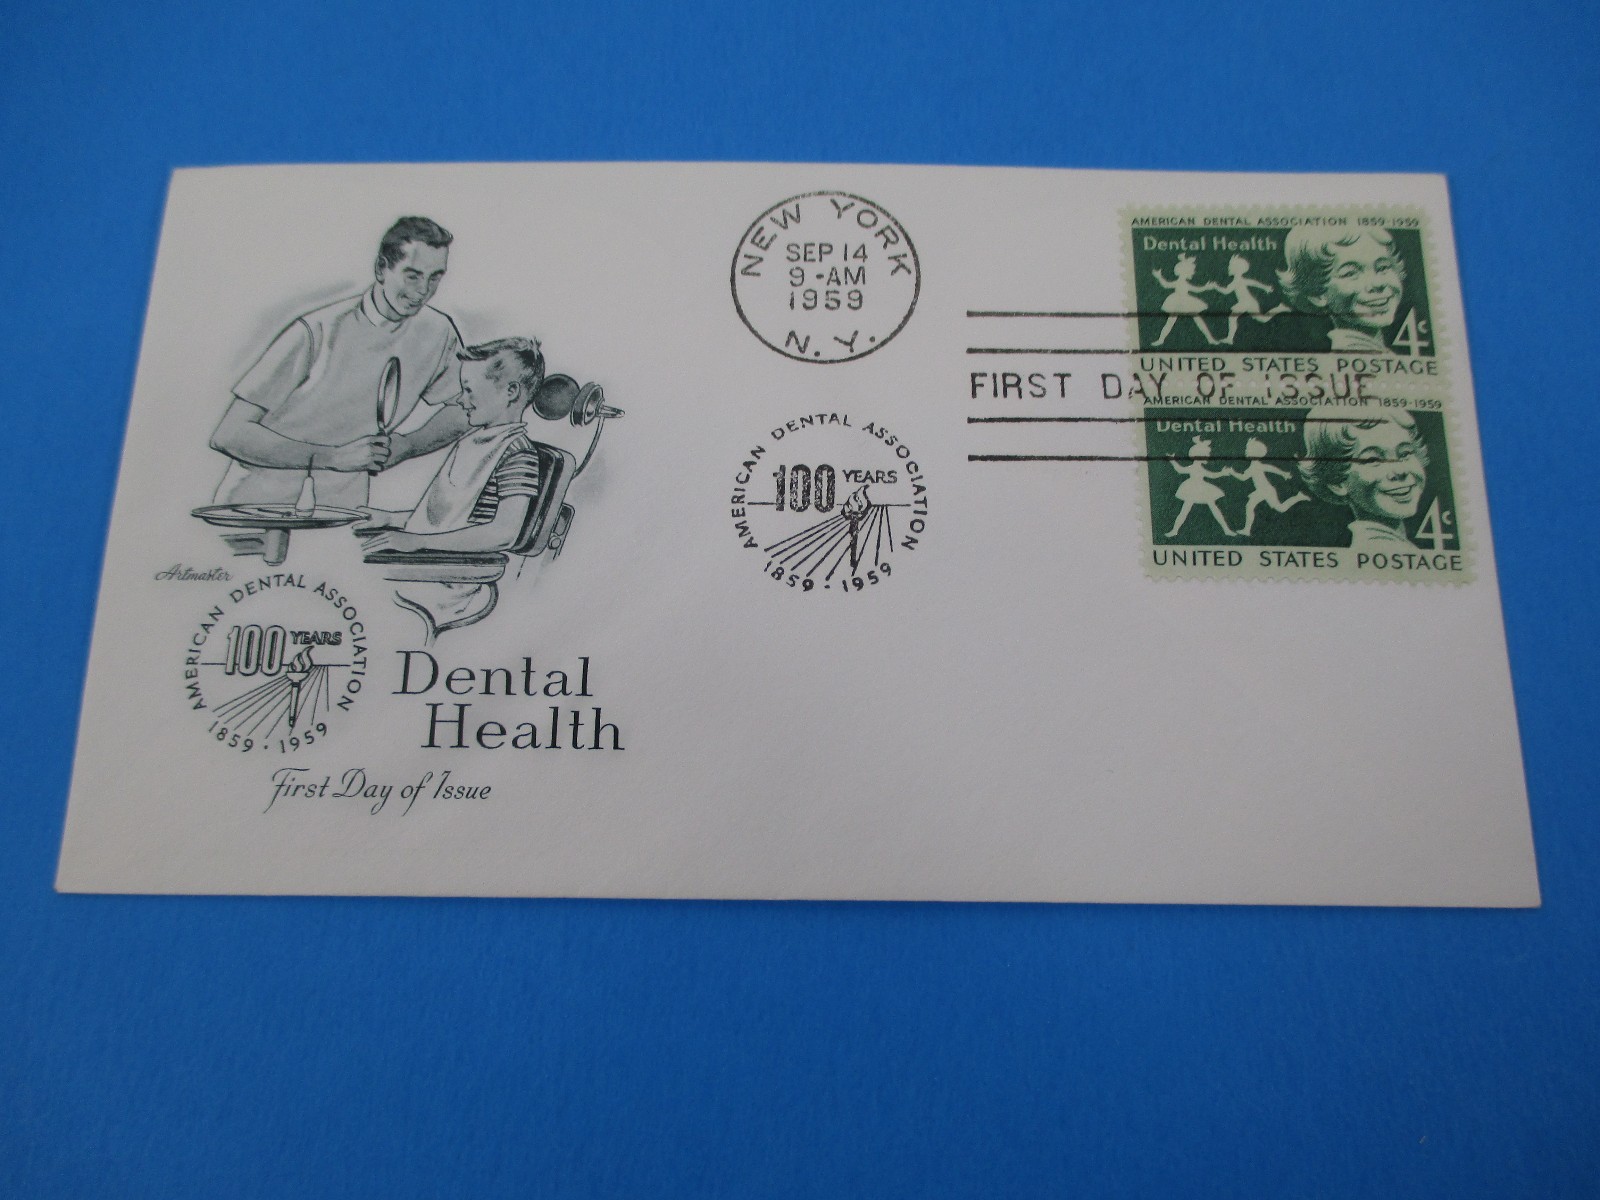 NEW YORK
SEP 14
9-AM
1959
N. Y.
AMERICAN DENTAL ASSOCIATION 1859-1959
Dental Health
4c
UNITED STATES POSTAGE
FIRST DAY OF ISSUE
AMERICAN DENTAL ASSOCIATION 1859-1959
Dental Health
4c
UNITED STATES POSTAGE
AMERICAN DENTAL ASSOCIATION
100 YEARS
1859 · 1959
Artmaster
AMERICAN DENTAL ASSOCIATION
100 YEARS
1859 · 1959
Dental
Health
First Day of Issue